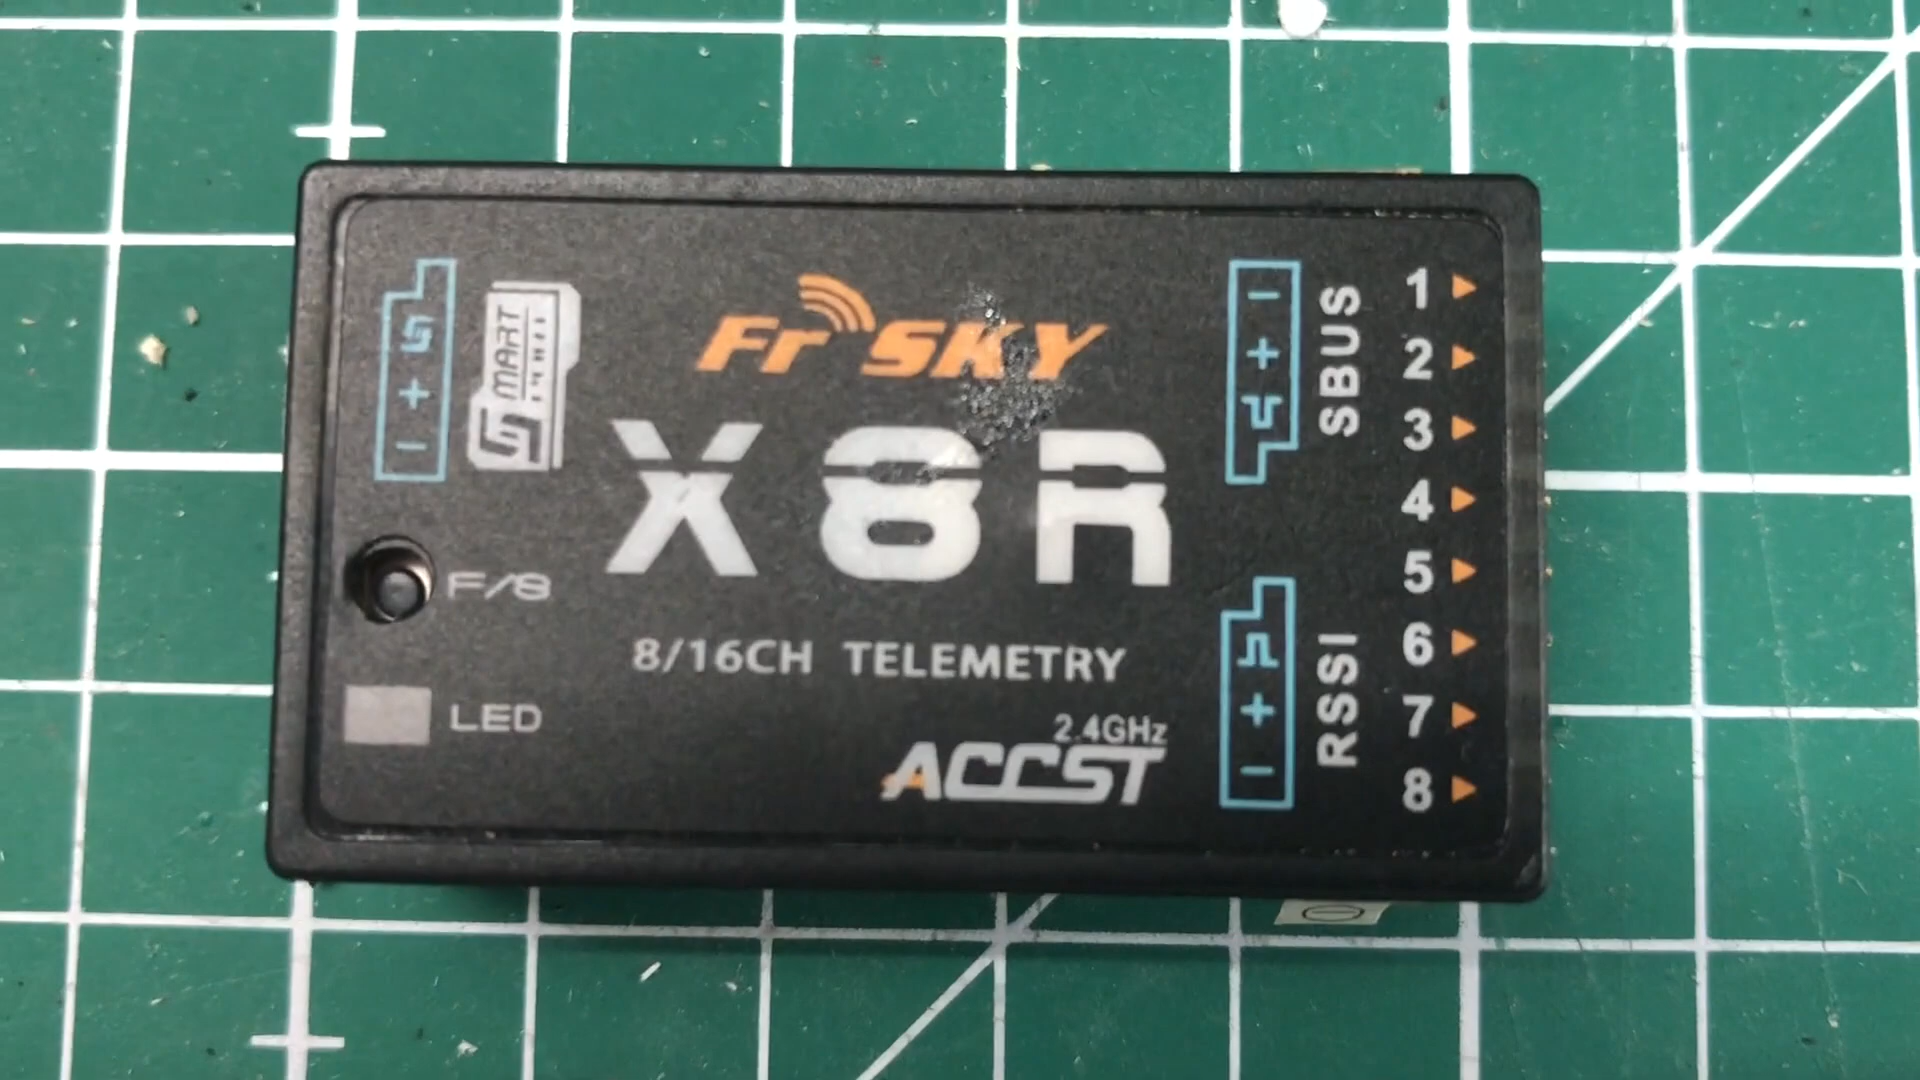 FrSKY
X8R
8/16CH TELEMETRY
2.4GHz
ACCST
SMART
F/S
LED
SBUS
RSSI
1
2
3
4
5
6
7
8